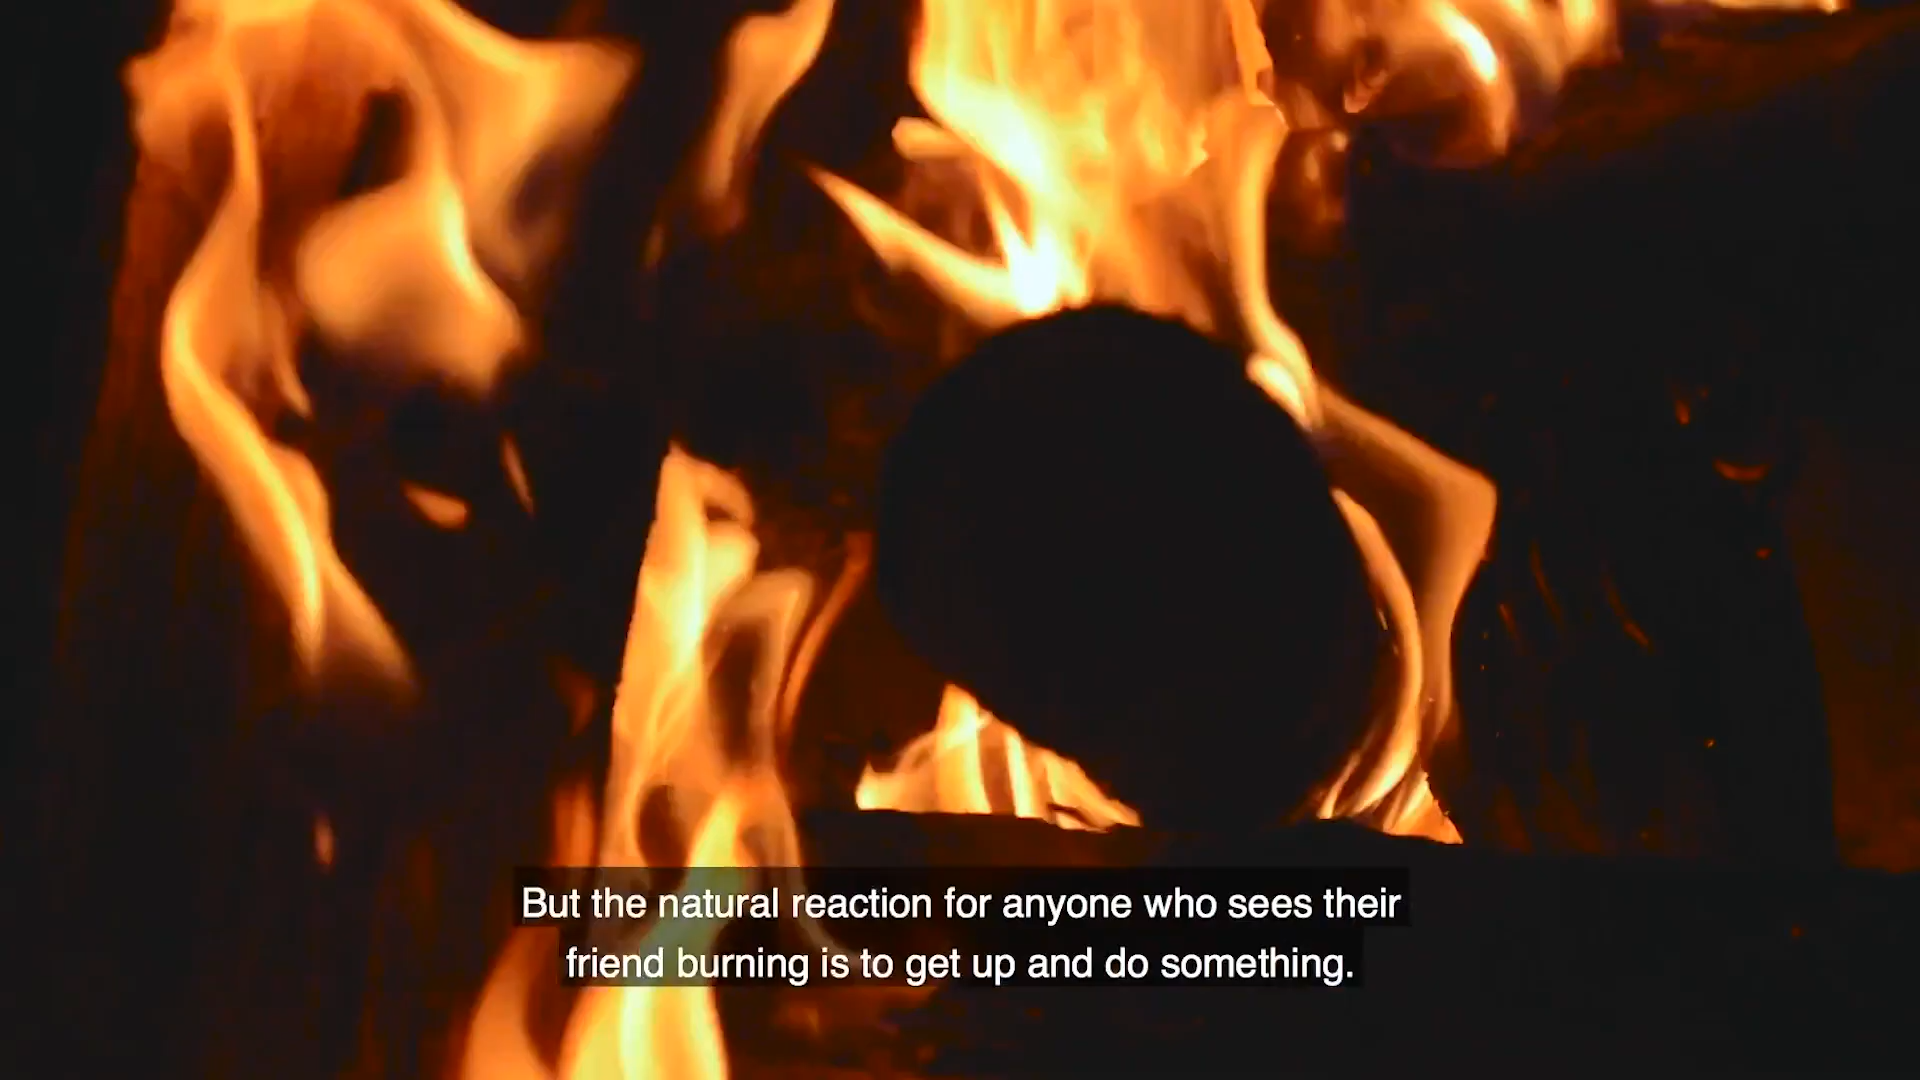 But the natural reaction for anyone who sees their
friend burning is to get up and do something.